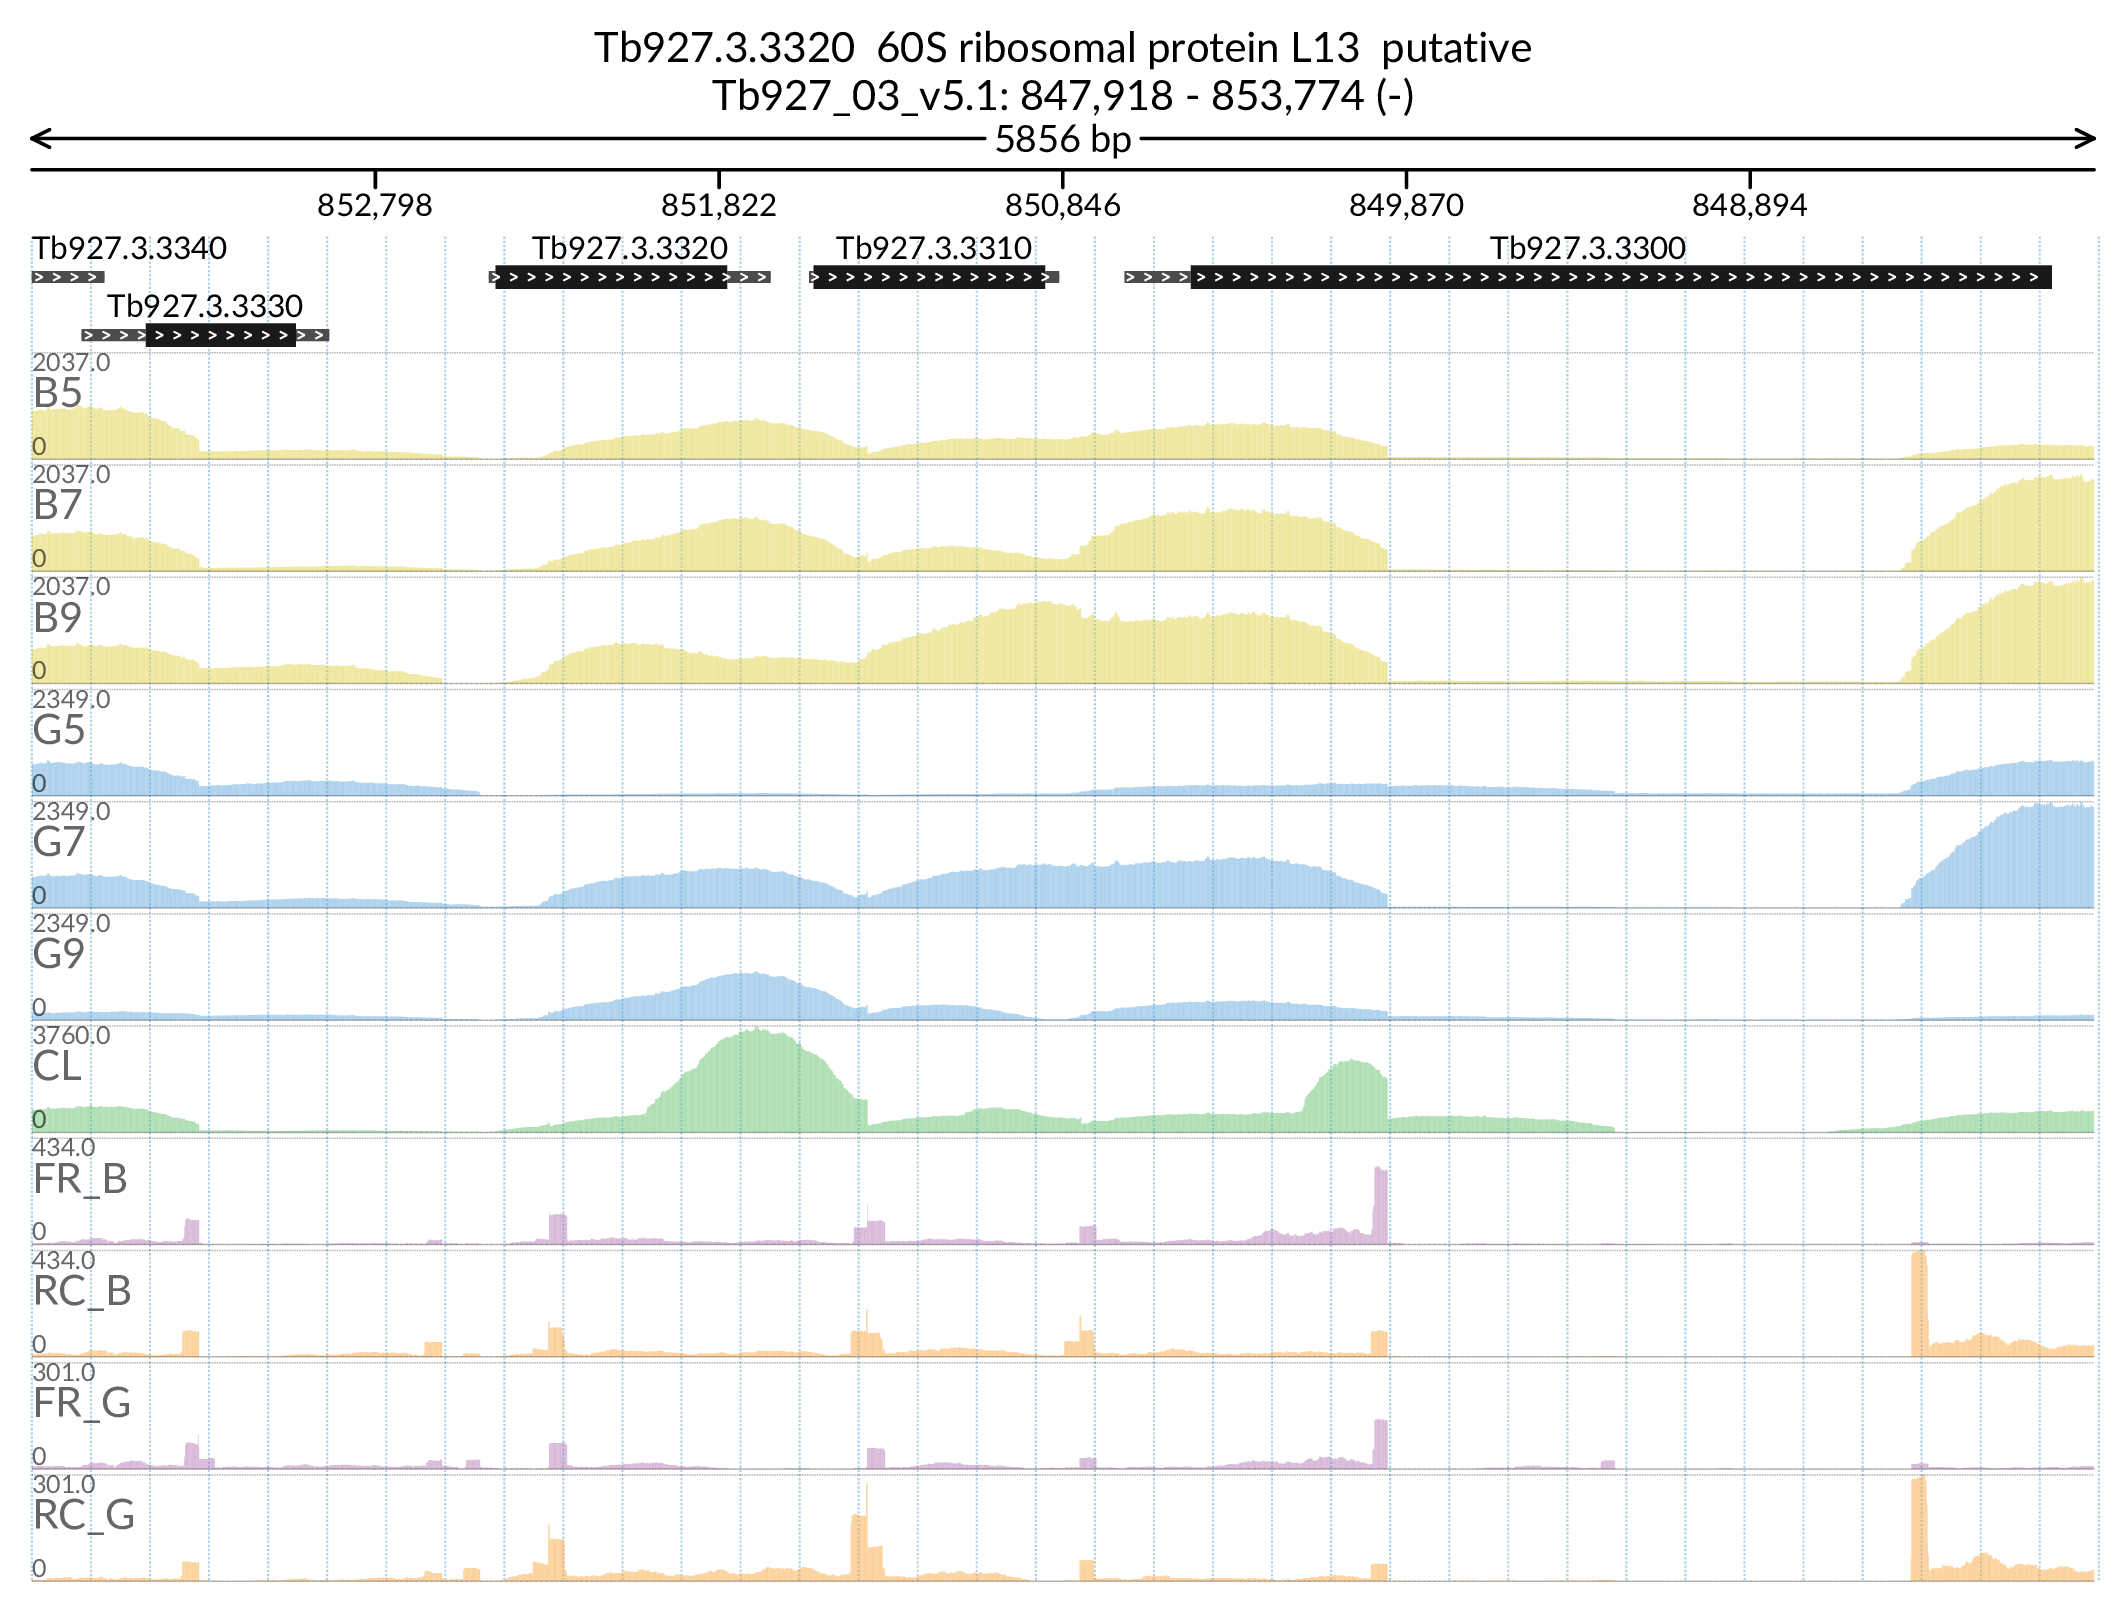 Tb927.3.3320  60S ribosomal protein L13  putative
Tb927_03_v5.1: 847,918 - 853,774 (-)
5856 bp
852,798 851,822 850,846 849,870 848,894
Tb927.3.3340 Tb927.3.3320 Tb927.3.3310 Tb927.3.3300
Tb927.3.3330
2037.0
B5
0
2037.0
B7
0
2037.0
B9
0
2349.0
G5
0
2349.0
G7
0
2349.0
G9
0
3760.0
CL
0
434.0
FR_B
0
434.0
RC_B
0
301.0
FR_G
0
301.0
RC_G
0